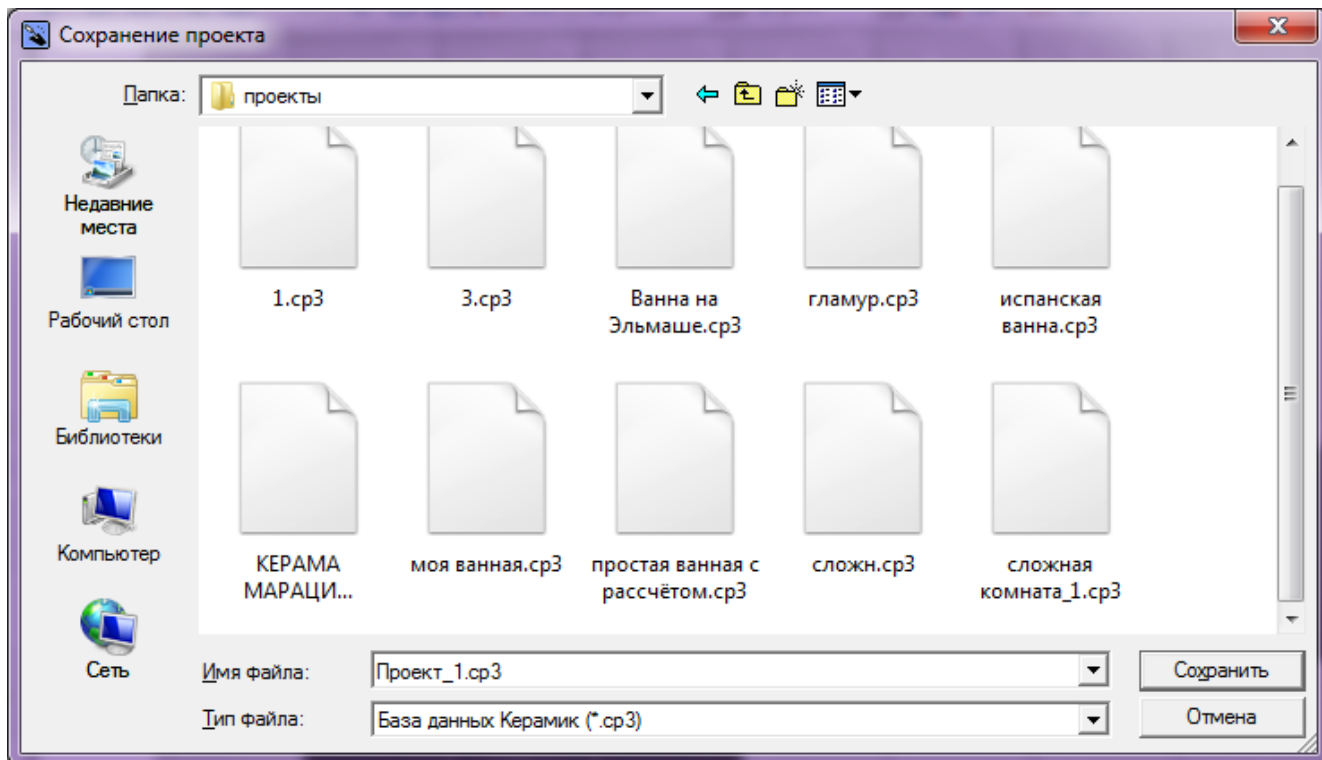 Сохранение проекта
Папка:
проекты
Недавние
места
Рабочий стол
Библиотеки
Компьютер
Сеть
1.cp3
3.cp3
Ванна на
Эльмаше.cp3
гламур.cp3
испанская
ванна.cp3
КЕРАМА
МАРАЦИ...
моя ванная.cp3
простая ванная с
рассчётом.cp3
сложн.cp3
сложная
комната_1.cp3
Имя файла:
Проект_1.cp3
Сохранить
Тип файла:
База данных Керамик (*.cp3)
Отмена